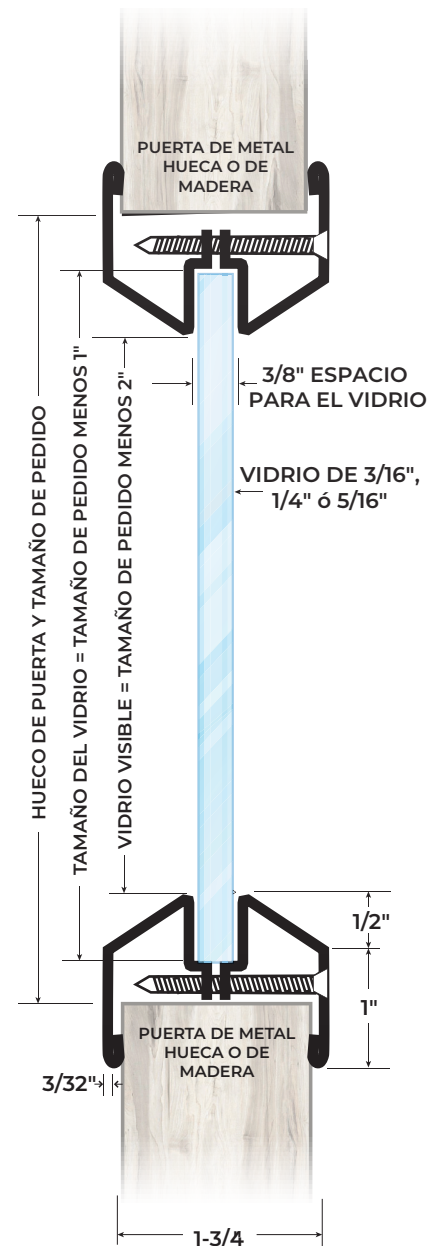 PUERTA DE METAL
HUECA O DE
MADERA
HUECO DE PUERTA Y TAMAÑO DE PEDIDO
TAMAÑO DEL VIDRIO = TAMAÑO DE PEDIDO MENOS 1"
VIDRIO VISIBLE = TAMAÑO DE PEDIDO MENOS 2"
3/8" ESPACIO
PARA EL VIDRIO
VIDRIO DE 3/16",
1/4" ó 5/16"
1/2"
1"
PUERTA DE METAL
HUECA O DE
MADERA
3/32"
1-3/4